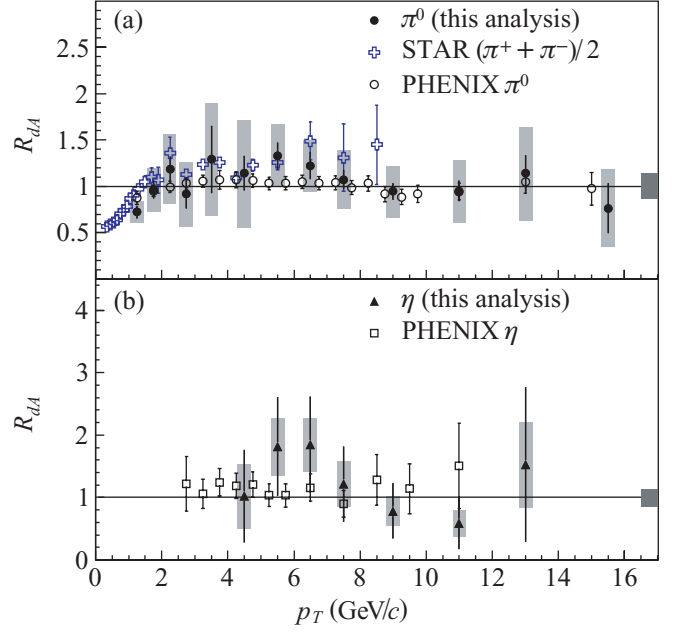 (a)
π⁰ (this analysis)
STAR (π⁺ + π⁻)/2
PHENIX π⁰
R_dA
2.5
2
1.5
1
0.5
(b)
η (this analysis)
PHENIX η
R_dA
4
3
2
1
0
0 2 4 6 8 10 12 14 16
p_T (GeV/c)